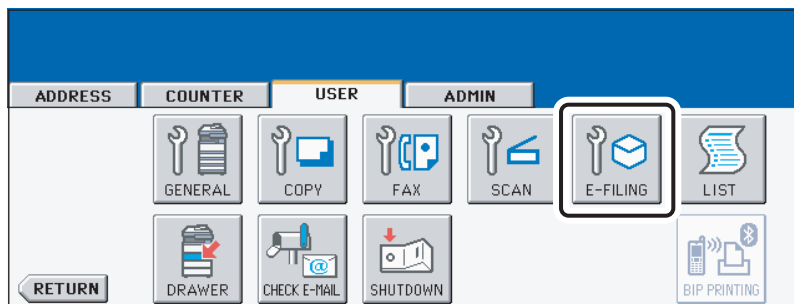 ADDRESS COUNTER USER ADMIN
GENERAL COPY FAX SCAN E-FILING LIST
RETURN DRAWER CHECK E-MAIL SHUTDOWN BIP PRINTING